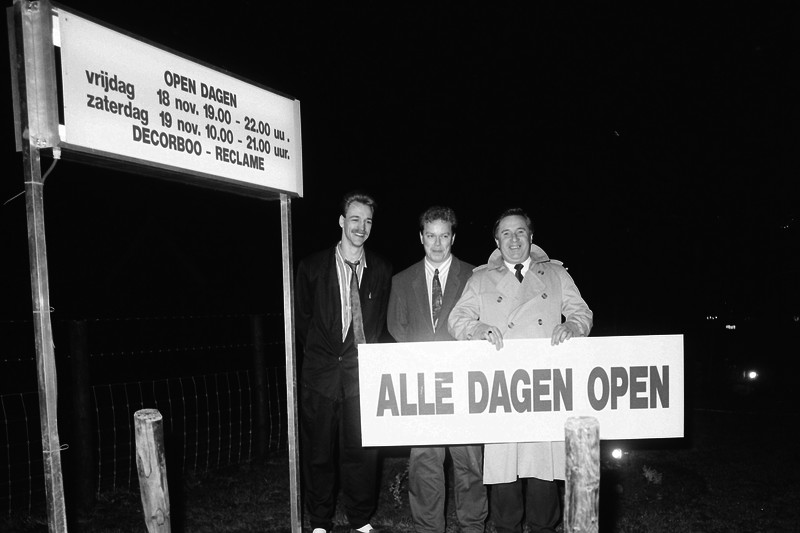 OPEN DAGEN
vrijdag 18 nov. 19.00 - 22.00 uu.
zaterdag 19 nov. 10.00 - 21.00 uur.
DECORBOO - RECLAME
ALLE DAGEN OPEN